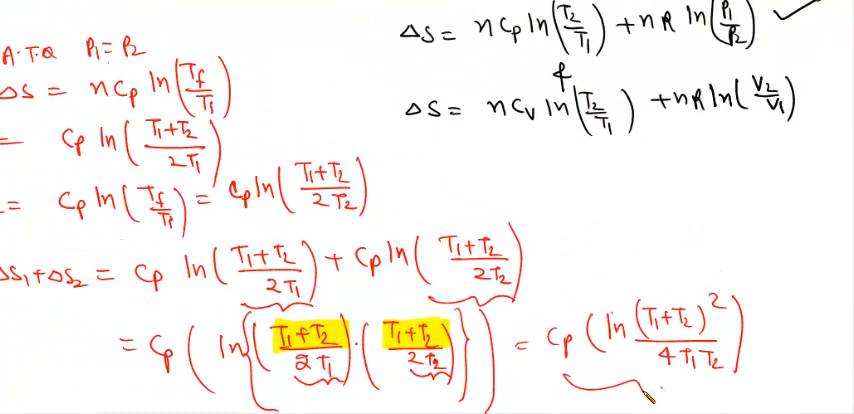 ΔS = nCp ln(T2/T1) + nR ln(P1/P2) ✓
&
ΔS = nCv ln(T2/T1) + nR ln(V2/V1)
A.T.Q P1 = P2
ΔS = nCp ln(Tf/T1)
= Cp ln((T1+T2)/2T1)
= Cp ln(Tf/T1) = Cp ln((T1+T2)/2T2)
ΔS1 + ΔS2 = Cp ln((T1+T2)/2T1) + Cp ln((T1+T2)/2T2)
= Cp ( ln{ ((T1+T2)/2T1) · ((T1+T2)/2T2) } ) = Cp ( ln (T1+T2)²/4T1T2 )